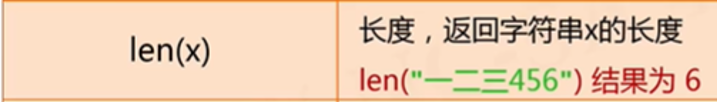 len(x)
长度，返回字符串x的长度
len("一二三456") 结果为 6